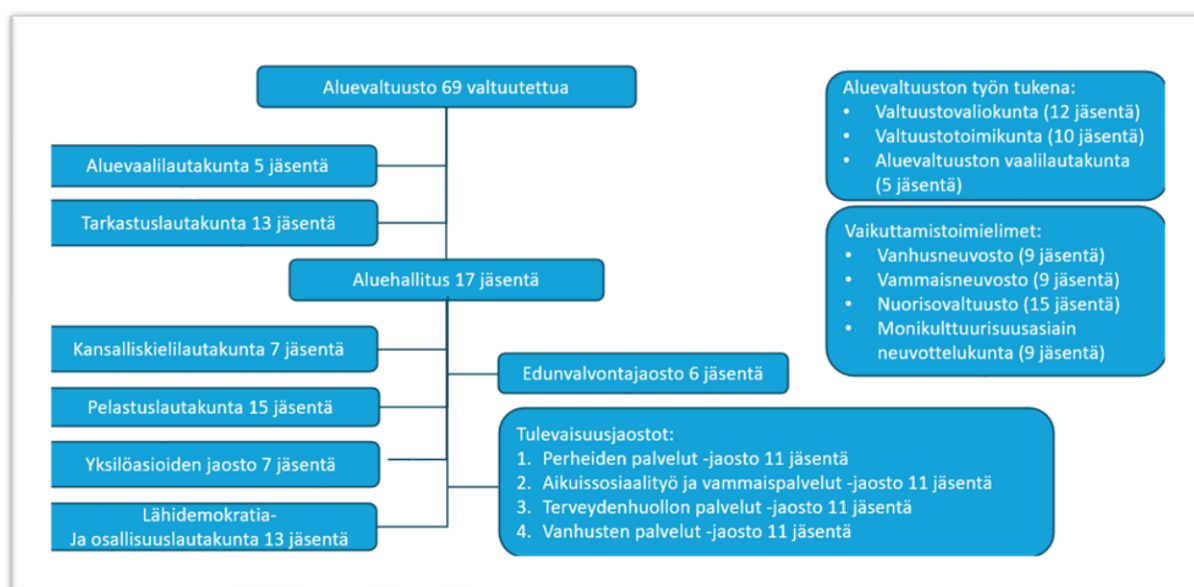 Aluevaltuusto 69 valtuutettua
Aluevaalilautakunta 5 jäsentä
Tarkastuslautakunta 13 jäsentä
Aluehallitus 17 jäsentä
Kansalliskielilautakunta 7 jäsentä
Pelastuslautakunta 15 jäsentä
Yksilöasioiden jaosto 7 jäsentä
Lähidemokratia-
Ja osallisuuslautakunta 13 jäsentä
Edunvalvontajaosto 6 jäsentä
Tulevaisuusjaostot:
1. Perheiden palvelut -jaosto 11 jäsentä
2. Aikuissosiaalityö ja vammaispalvelut -jaosto 11 jäsentä
3. Terveydenhuollon palvelut -jaosto 11 jäsentä
4. Vanhusten palvelut -jaosto 11 jäsentä
Aluevaltuuston työn tukena:
• Valtuustovaliokunta (12 jäsentä)
• Valtuustotoimikunta (10 jäsentä)
• Aluevaltuuston vaalilautakunta
(5 jäsentä)
Vaikuttamistoimielimet:
• Vanhusneuvosto (9 jäsentä)
• Vammaisneuvosto (9 jäsentä)
• Nuorisovaltuusto (15 jäsentä)
• Monikulttuurisuusasiain
neuvottelukunta (9 jäsentä)